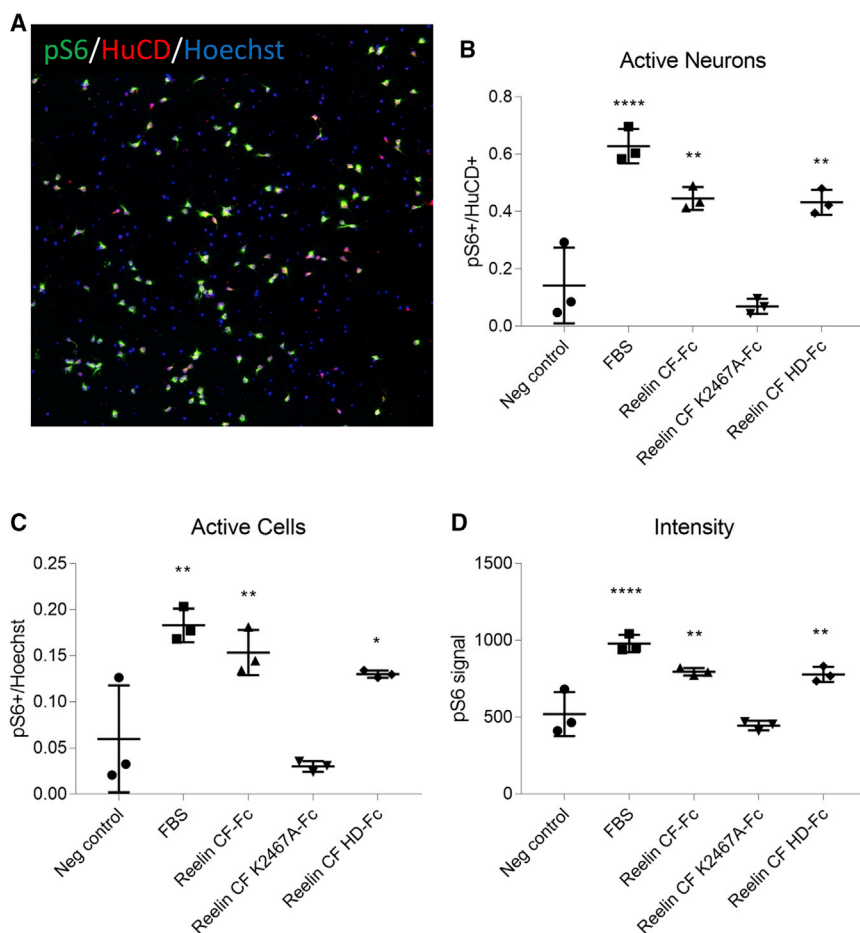 A
pS6/HuCD/Hoechst
B
Active Neurons
pS6+/HuCD+
0.8
0.6
0.4
0.2
0.0
****
**
**
Neg control
FBS
Reelin CF-Fc
Reelin CF K2467A-Fc
Reelin CF HD-Fc
C
Active Cells
pS6+/Hoechst
0.25
0.20
0.15
0.10
0.05
0.00
**
**
*
Neg control
FBS
Reelin CF-Fc
Reelin CF K2467A-Fc
Reelin CF HD-Fc
D
Intensity
pS6 signal
1500
1000
500
0
****
**
**
Neg control
FBS
Reelin CF-Fc
Reelin CF K2467A-Fc
Reelin CF HD-Fc